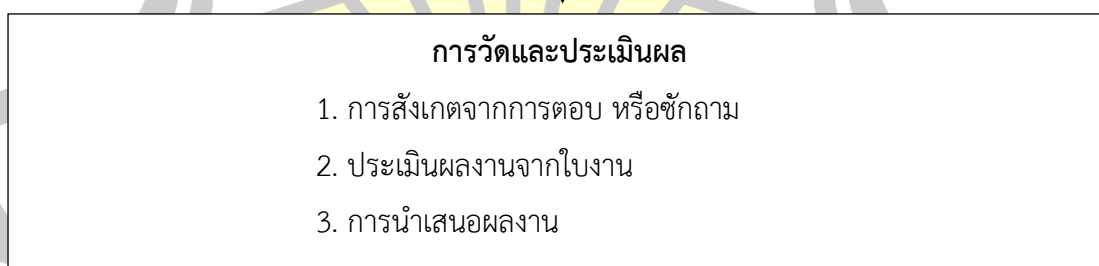 การวัดและประเมินผล
1. การสังเกตจากการตอบ หรือซักถาม
2. ประเมินผลงานจากใบงาน
3. การนำเสนอผลงาน